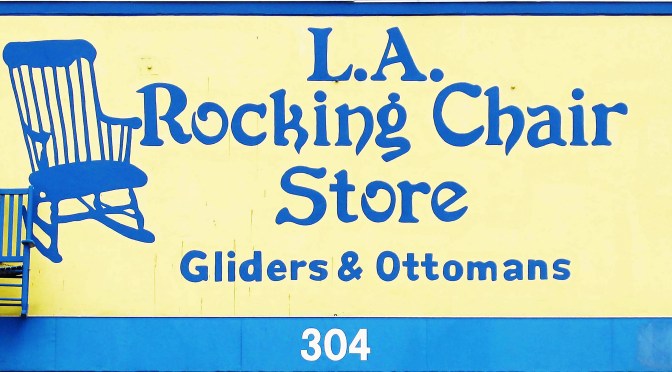 L.A.
Rocking Chair
Store
Gliders & Ottomans
304